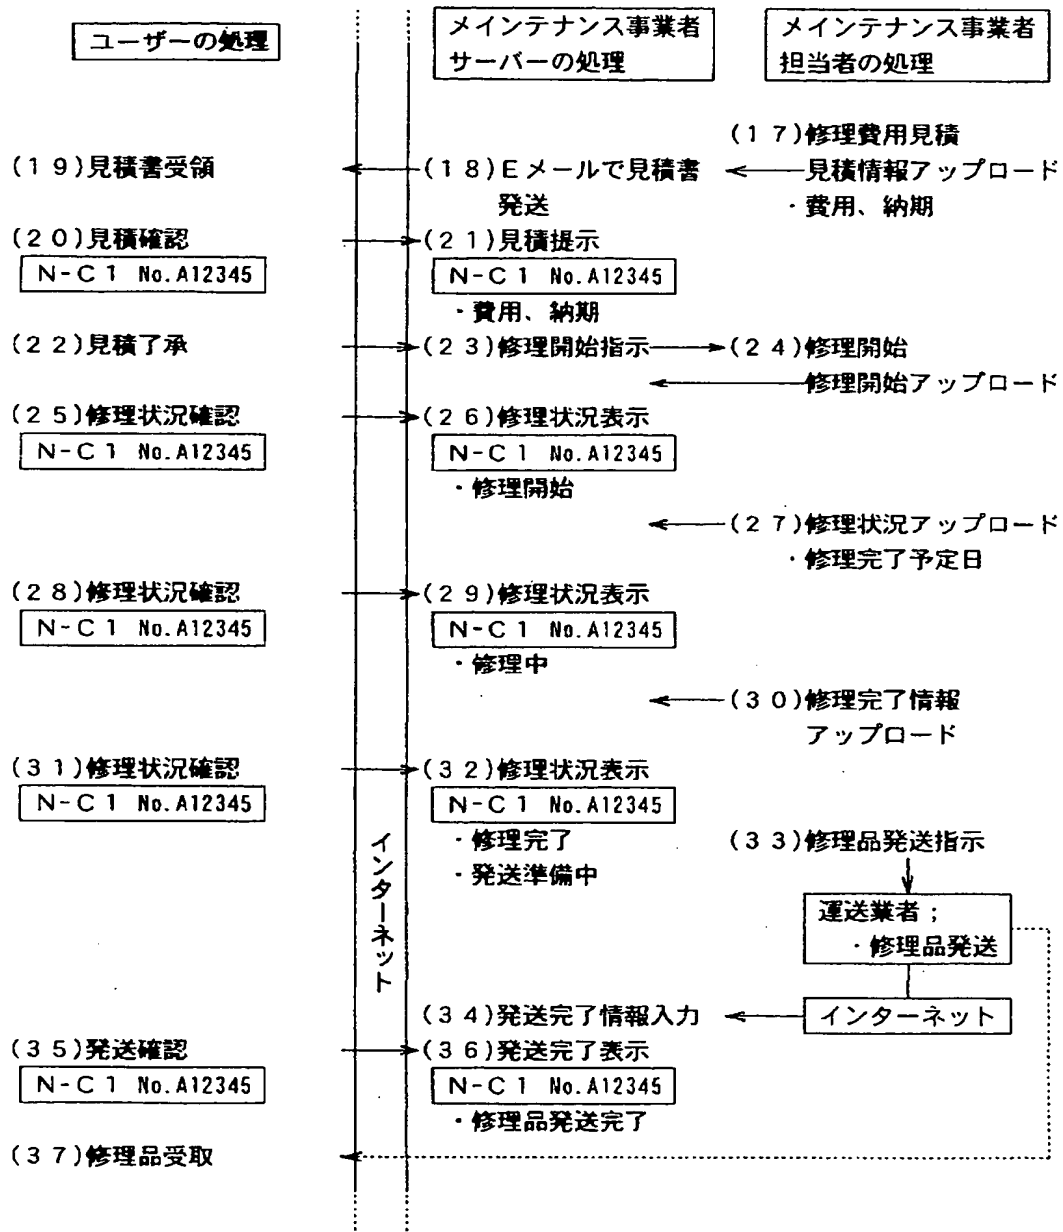 ユーザーの処理
メインテナンス事業者
サーバーの処理
メインテナンス事業者
担当者の処理
(17)修理費用見積
(19)見積書受領
(18)Eメールで見積書
見積情報アップロード
発送
・費用、納期
(20)見積確認
(21)見積提示
N-C1 No.A12345
N-C1 No.A12345
・費用、納期
(22)見積了承
(23)修理開始指示
(24)修理開始
修理開始アップロード
(25)修理状況確認
(26)修理状況表示
N-C1 No.A12345
N-C1 No.A12345
・修理開始
(27)修理状況アップロード
・修理完了予定日
(28)修理状況確認
(29)修理状況表示
N-C1 No.A12345
N-C1 No.A12345
・修理中
(30)修理完了情報
アップロード
(31)修理状況確認
(32)修理状況表示
N-C1 No.A12345
N-C1 No.A12345
・修理完了
(33)修理品発送指示
・発送準備中
インターネット
運送業者;
・修理品発送
(34)発送完了情報入力
インターネット
(35)発送確認
(36)発送完了表示
N-C1 No.A12345
N-C1 No.A12345
・修理品発送完了
(37)修理品受取